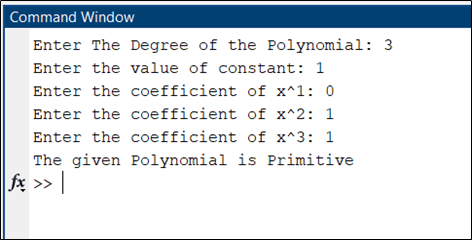 Command Window
Enter The Degree of the Polynomial: 3
Enter the value of constant: 1
Enter the coefficient of x^1: 0
Enter the coefficient of x^2: 1
Enter the coefficient of x^3: 1
The given Polynomial is Primitive
fx >>